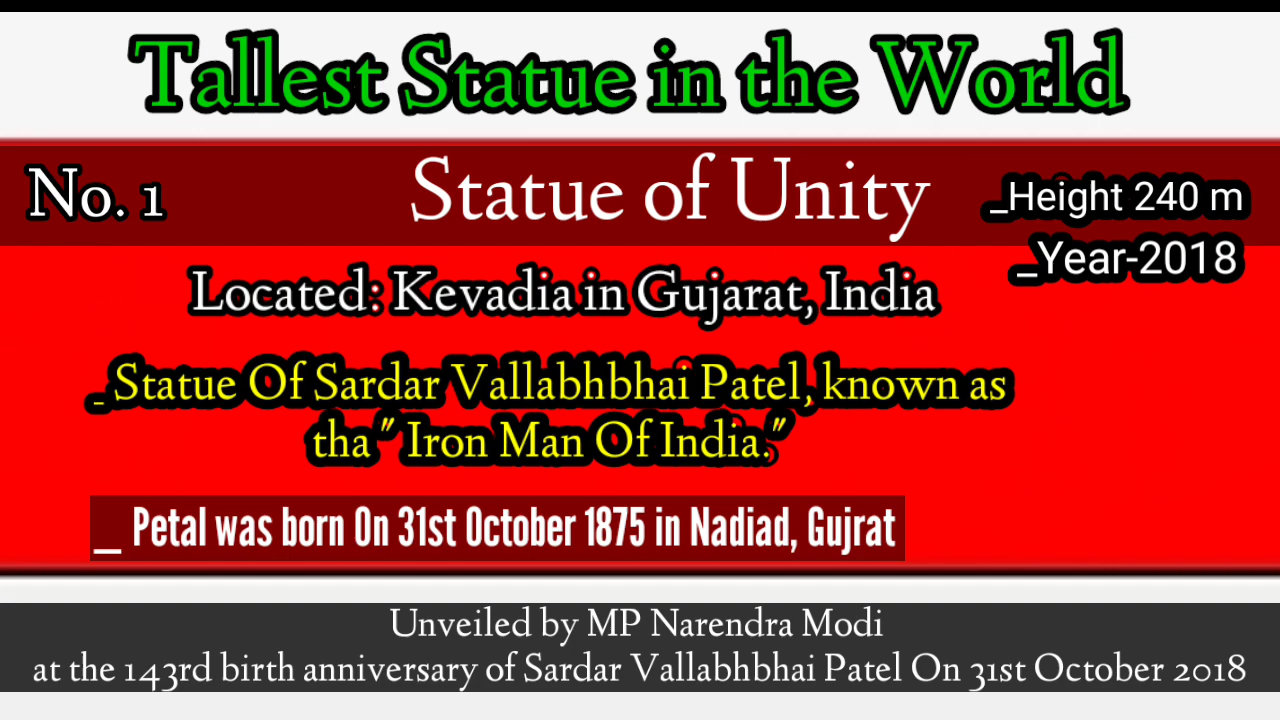 Tallest Statue in the World
No. 1
Statue of Unity
_Height 240 m
_Year-2018
Located: Kevadia in Gujarat, India
_ Statue Of Sardar Vallabhbhai Patel, known as
tha " Iron Man Of India."
_ Petal was born On 31st October 1875 in Nadiad, Gujrat
Unveiled by MP Narendra Modi
at the 143rd birth anniversary of Sardar Vallabhbhai Patel On 31st October 2018